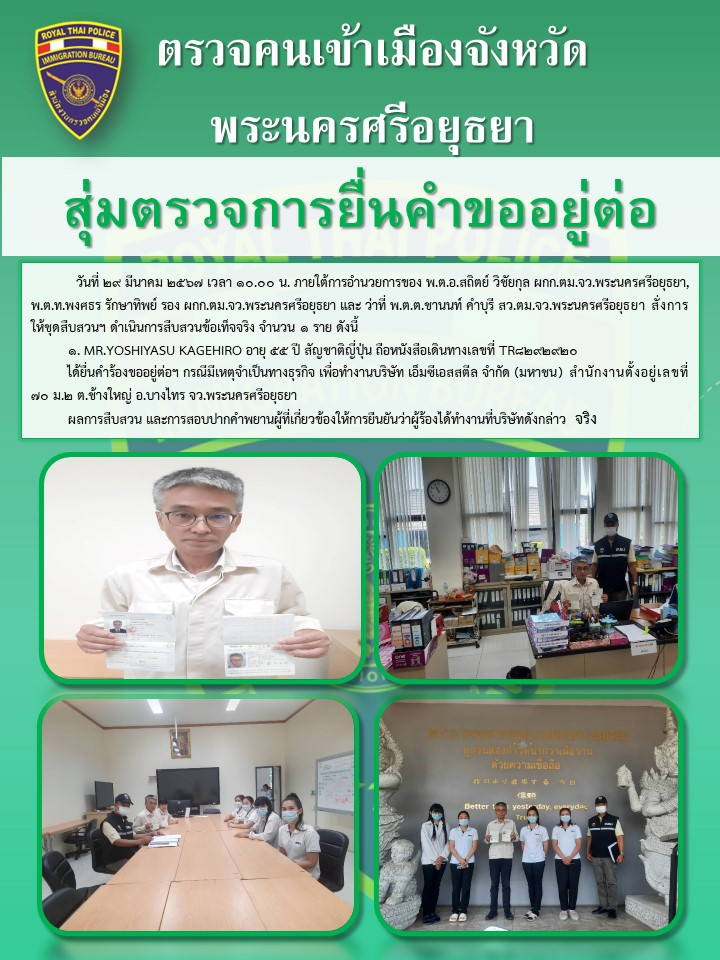 ROYAL THAI POLICE
IMMIGRATION BUREAU
สำนักงานตรวจคนเข้าเมือง
ตรวจคนเข้าเมืองจังหวัด
พระนครศรีอยุธยา
สุ่มตรวจการยื่นคำขออยู่ต่อ
วันที่ ๒๙ มีนาคม ๒๕๖๗ เวลา ๑๐.๐๐ น. ภายใต้การอำนวยการของ พ.ต.อ.สถิตย์ วิชัยกุล ผกก.ตม.จว.พระนครศรีอยุธยา,
พ.ต.ท.พงศธร รักษาทิพย์ รอง ผกก.ตม.จว.พระนครศรีอยุธยา และ ว่าที่ พ.ต.ต.ชานนท์ คำบุรี สว.ตม.จว.พระนครศรีอยุธยา สั่งการ
ให้ชุดสืบสวนฯ ดำเนินการสืบสวนข้อเท็จจริง จำนวน ๑ ราย ดังนี้
๑. MR.YOSHIYASU KAGEHIRO อายุ ๕๕ ปี สัญชาติญี่ปุ่น ถือหนังสือเดินทางเลขที่ TR๘๒๙๒๙๒๐
ได้ยื่นคำร้องขออยู่ต่อฯ กรณีมีเหตุจำเป็นทางธุรกิจ เพื่อทำงานบริษัท เอ็มซีเอสสตีล จำกัด (มหาชน) สำนักงานตั้งอยู่เลขที่
๗๐ ม.๒ ต.ช้างใหญ่ อ.บางไทร จว.พระนครศรีอยุธยา
ผลการสืบสวน และการสอบปากคำพยานผู้ที่เกี่ยวข้องให้การยืนยันว่าผู้ร้องได้ทำงานที่บริษัทดังกล่าว จริง
ด้วยความเชื่อถือ
Better than yesterday, everyday